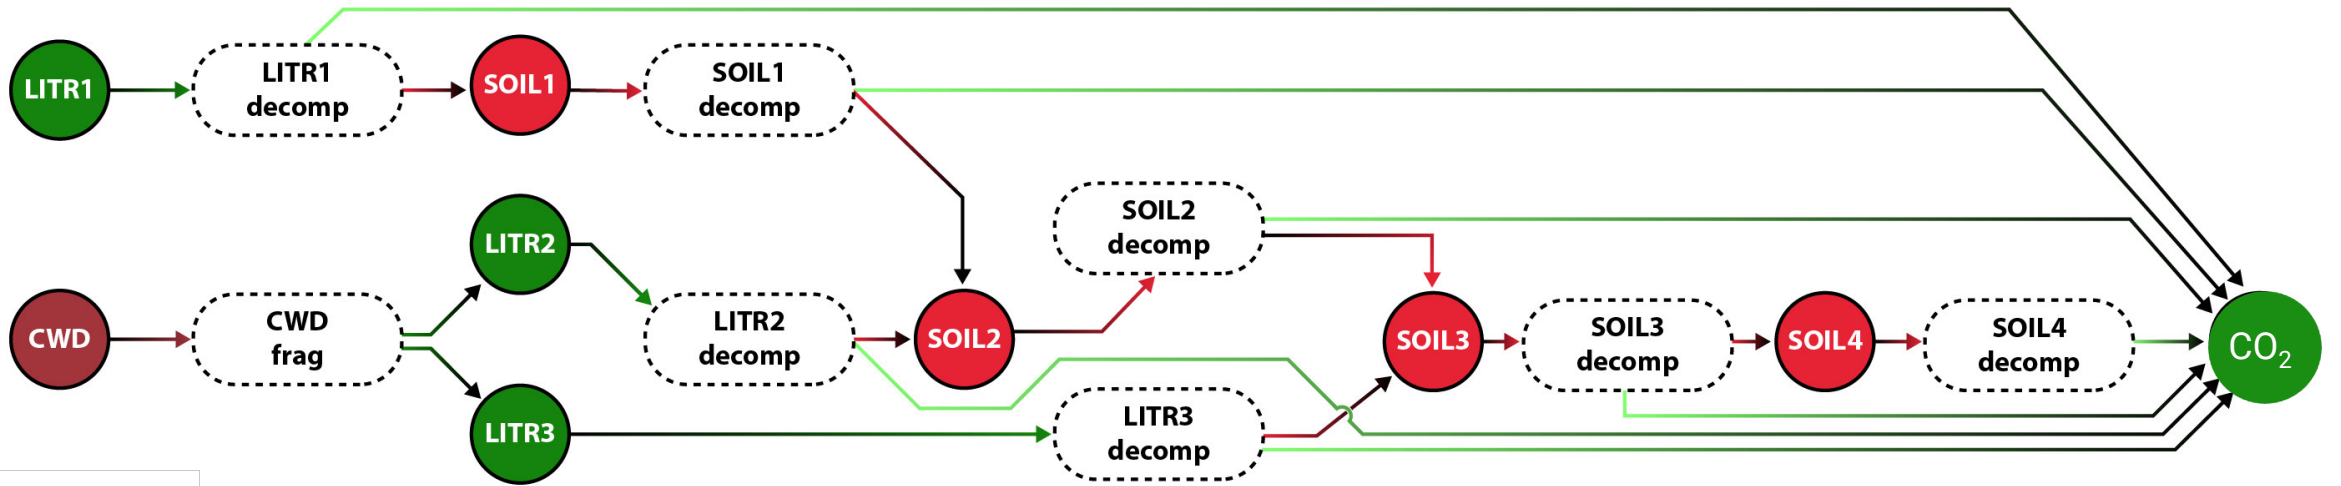 LITR1
LITR1
decomp
SOIL1
SOIL1
decomp
SOIL2
decomp
LITR2
CWD
CWD
frag
LITR2
decomp
SOIL2
SOIL3
SOIL3
decomp
SOIL4
SOIL4
decomp
CO₂
LITR3
LITR3
decomp